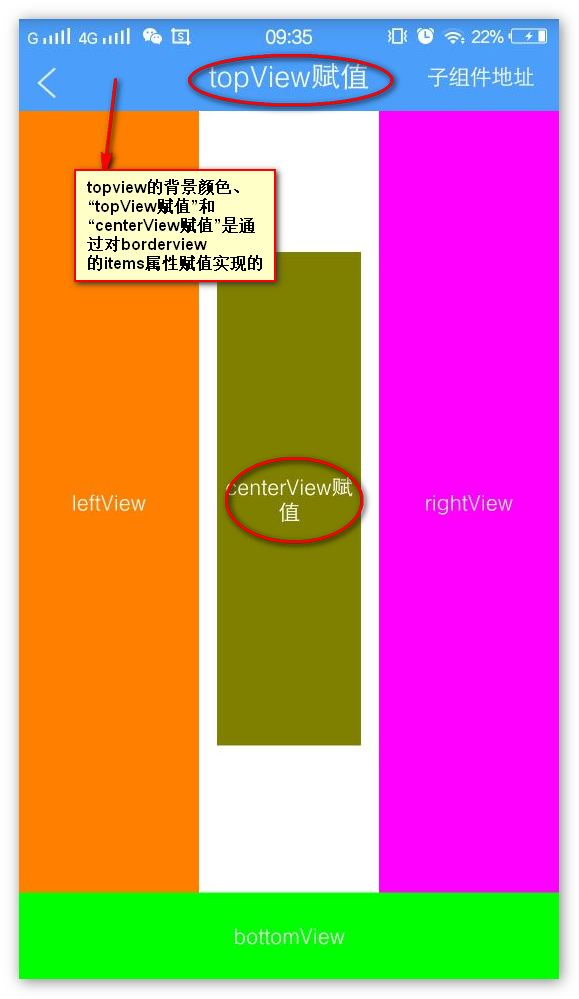 G 4G 09:35 22%
topView赋值 子组件地址
topview的背景颜色、
“topView赋值”和
“centerView赋值”是通
过对borderview
的items属性赋值实现的
leftView
centerView赋
值
rightView
bottomView